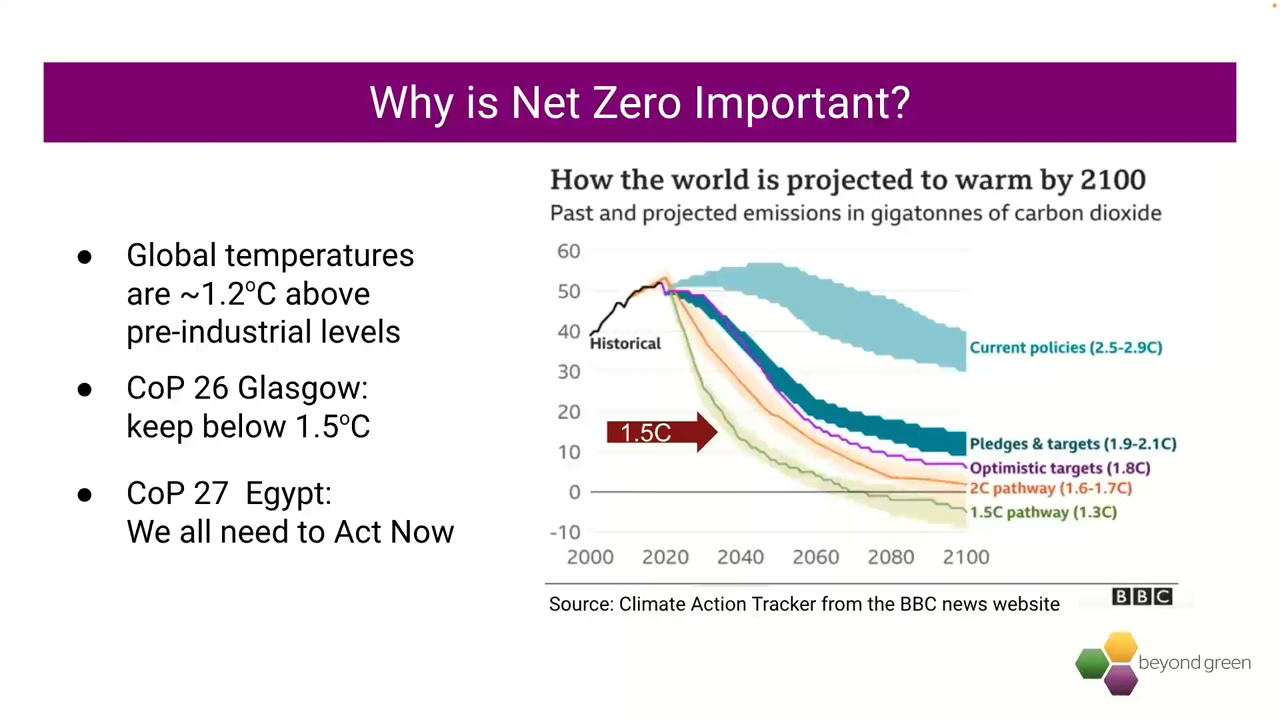 Why is Net Zero Important?
● Global temperatures
are ~1.2ºC above
pre-industrial levels
● CoP 26 Glasgow:
keep below 1.5ºC
● CoP 27  Egypt:
We all need to Act Now
How the world is projected to warm by 2100
Past and projected emissions in gigatonnes of carbon dioxide
60
50
40
30
20
10
0
-10
Historical
1.5C
Current policies (2.5-2.9C)
Pledges & targets (1.9-2.1C)
Optimistic targets (1.8C)
2C pathway (1.6-1.7C)
1.5C pathway (1.3C)
2000 2020 2040 2060 2080 2100
Source: Climate Action Tracker from the BBC news website
BBC
beyond green